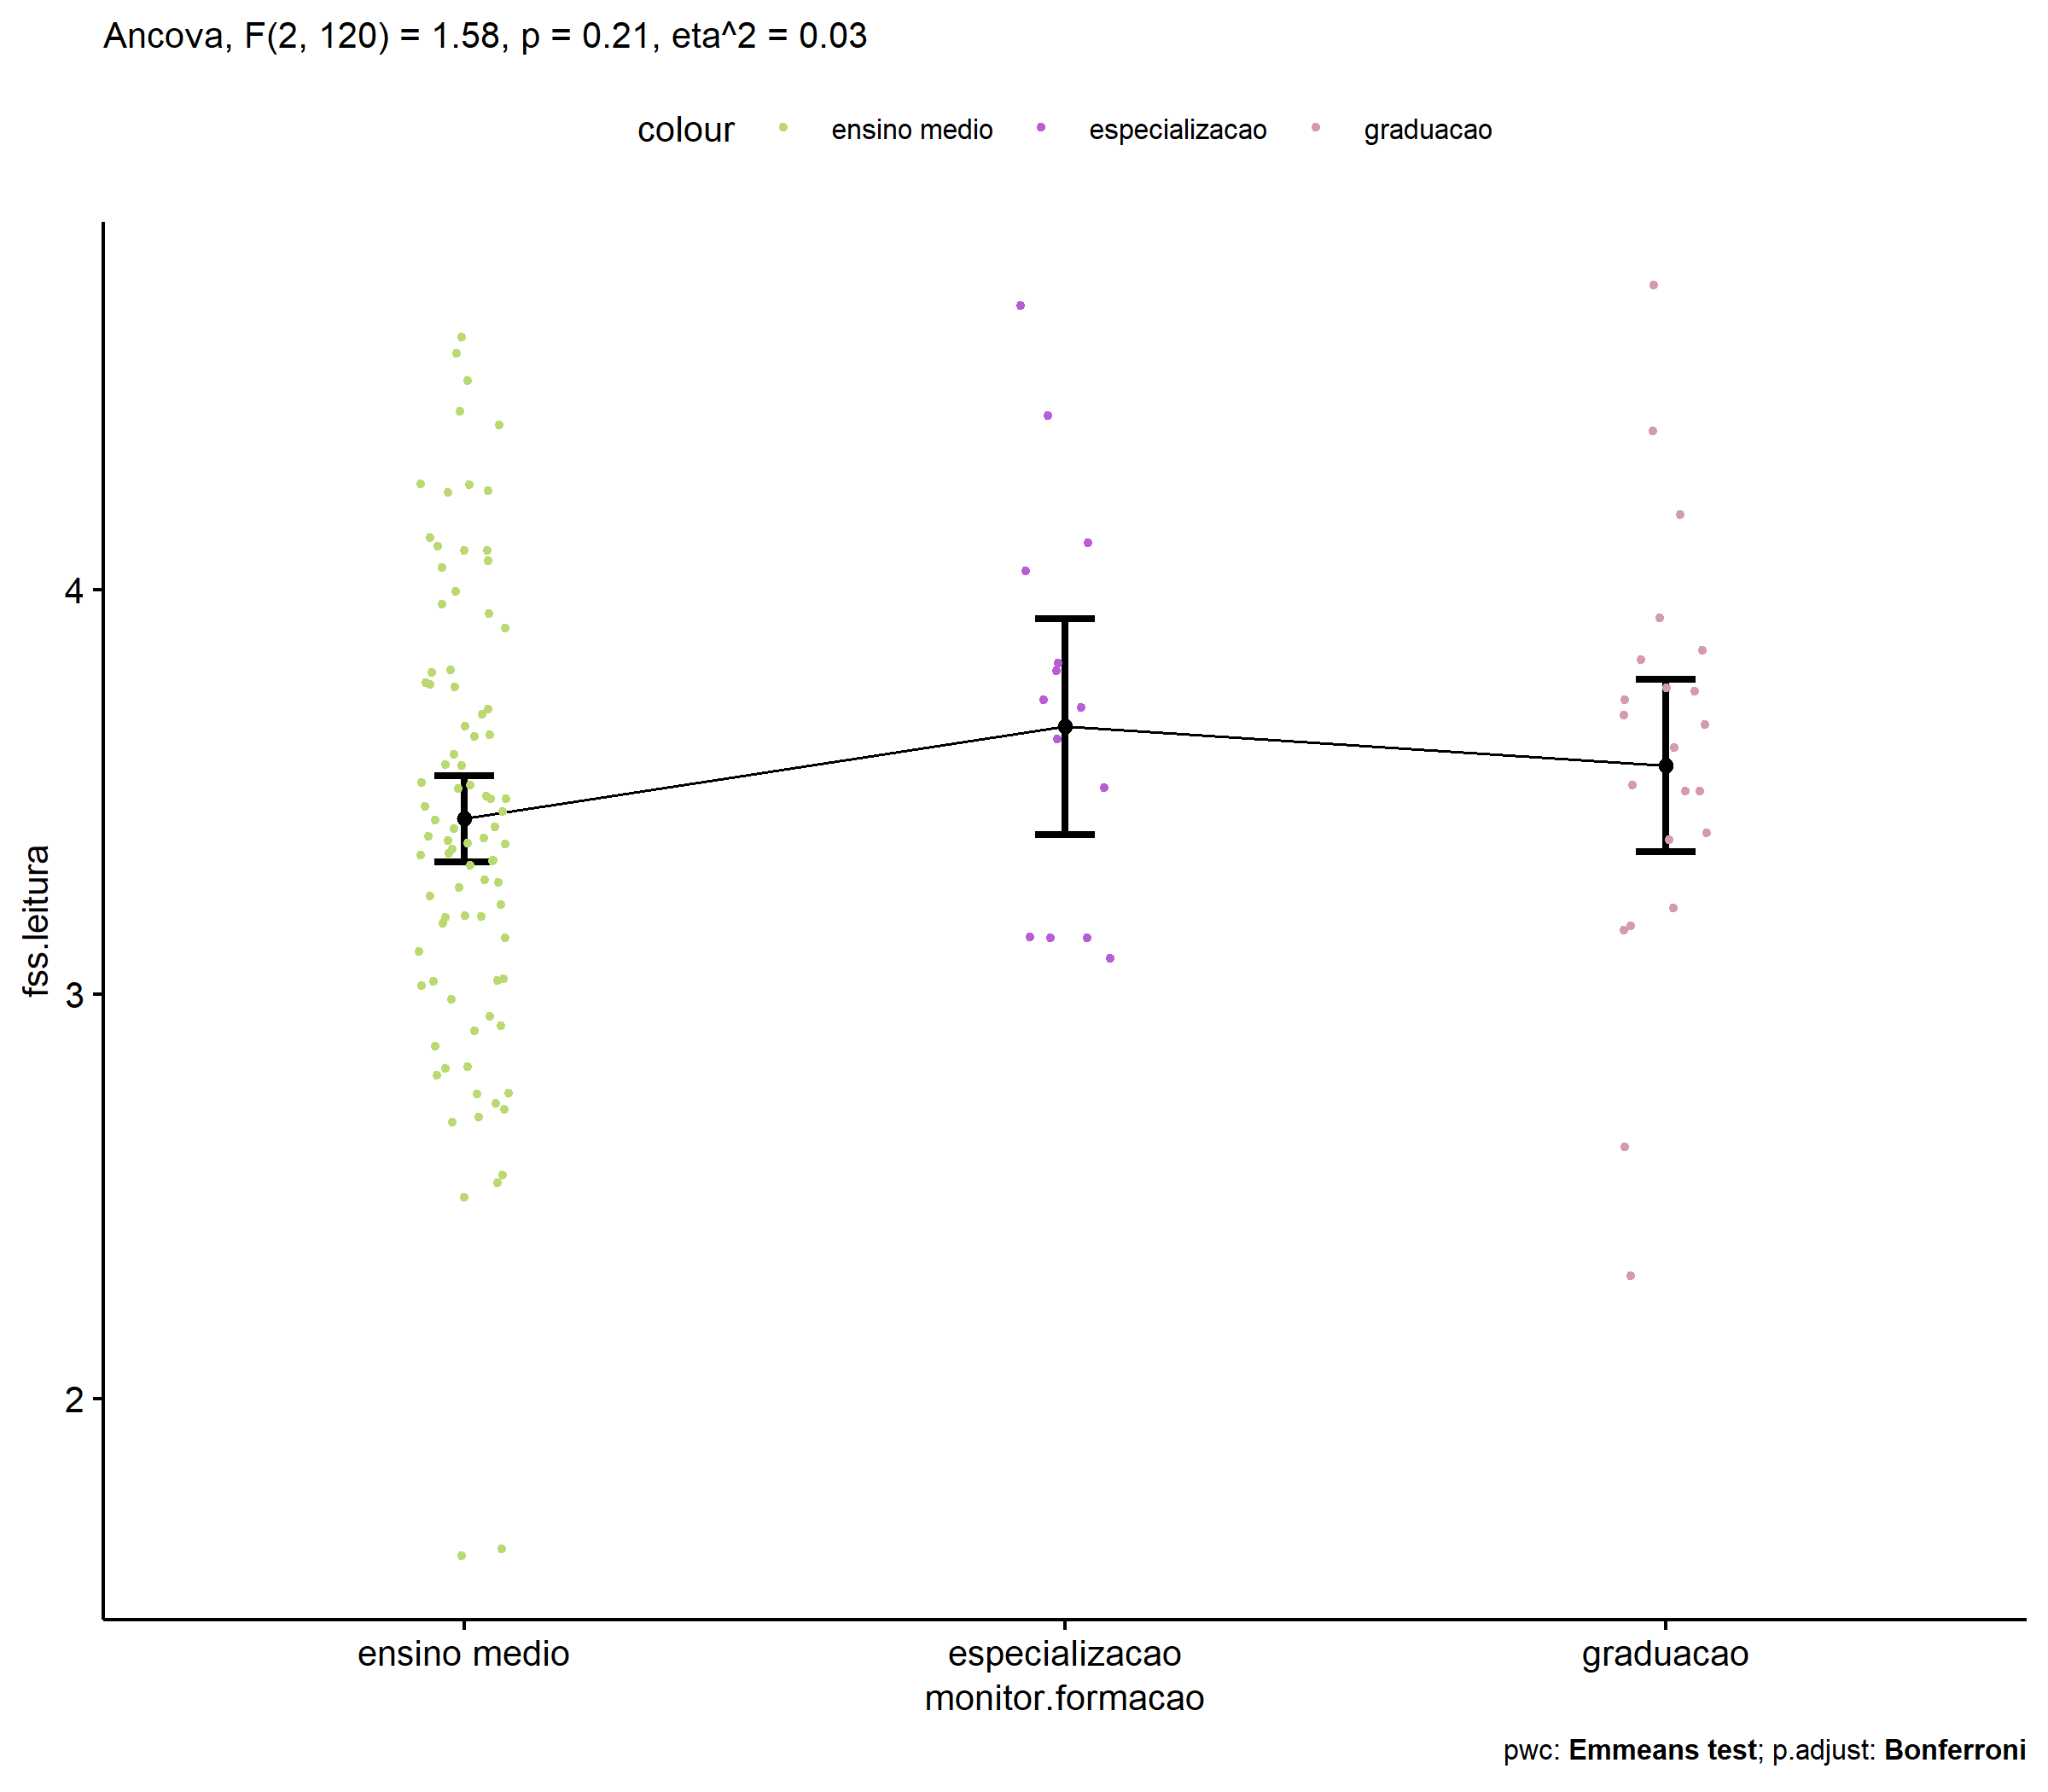 Ancova, F(2, 120) = 1.58, p = 0.21, eta^2 = 0.03
colour ensino medio especializacao graduacao
fss.leitura
4
3
2
ensino medio especializacao graduacao
monitor.formacao
pwc: Emmeans test; p.adjust: Bonferroni